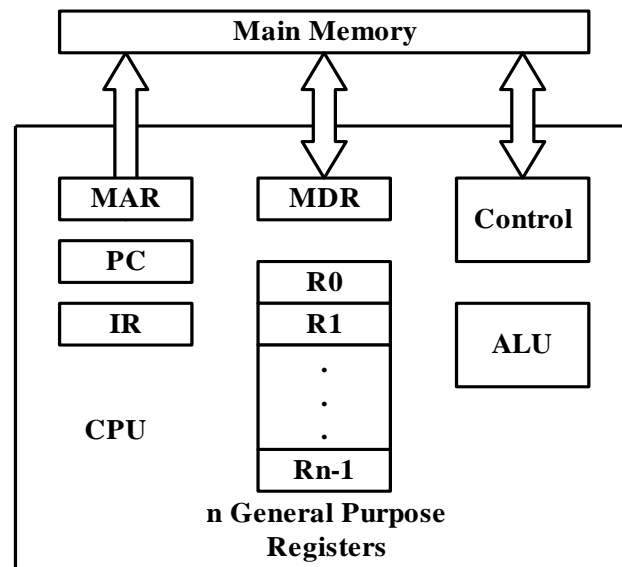 Main Memory
MAR
MDR
Control
PC
R0
IR
R1
ALU
.
.
.
CPU
Rn-1
n General Purpose
Registers